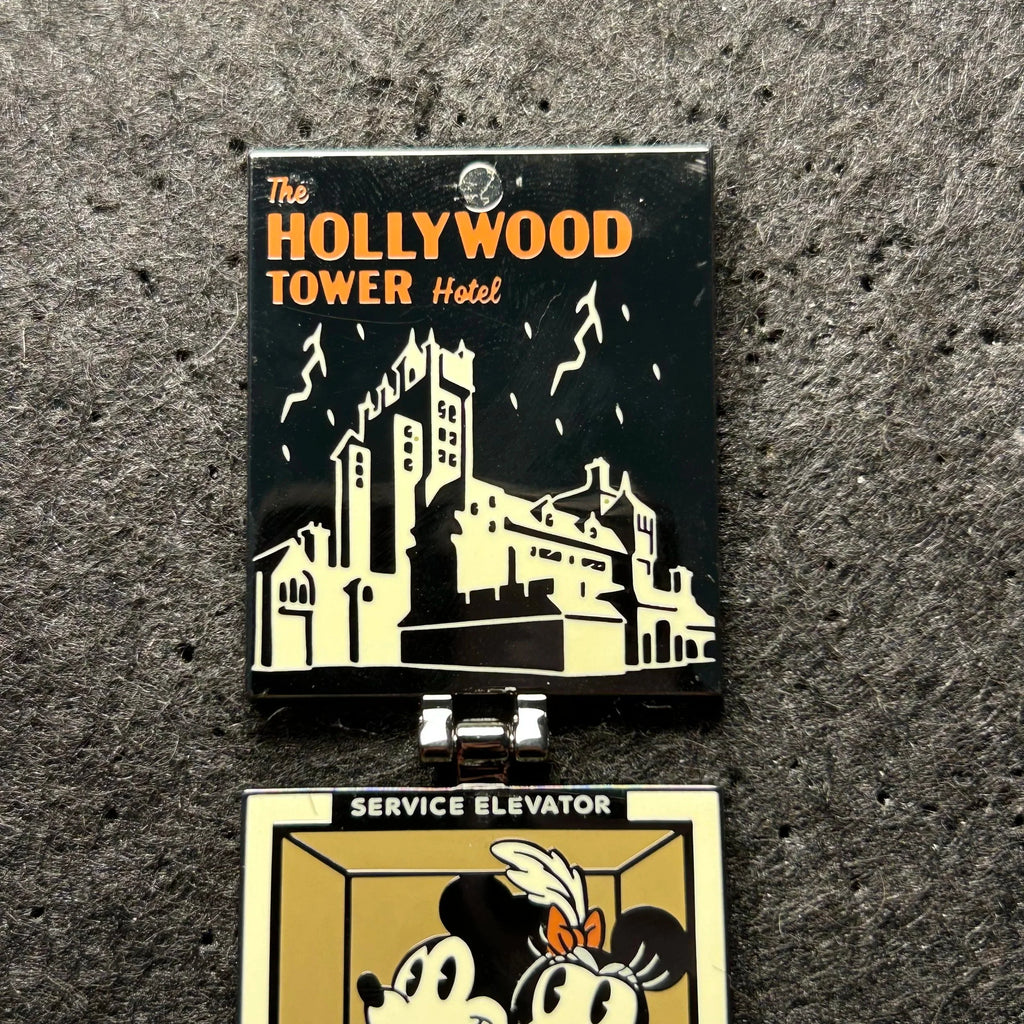 The
HOLLYWOOD
TOWER Hotel
SERVICE ELEVATOR